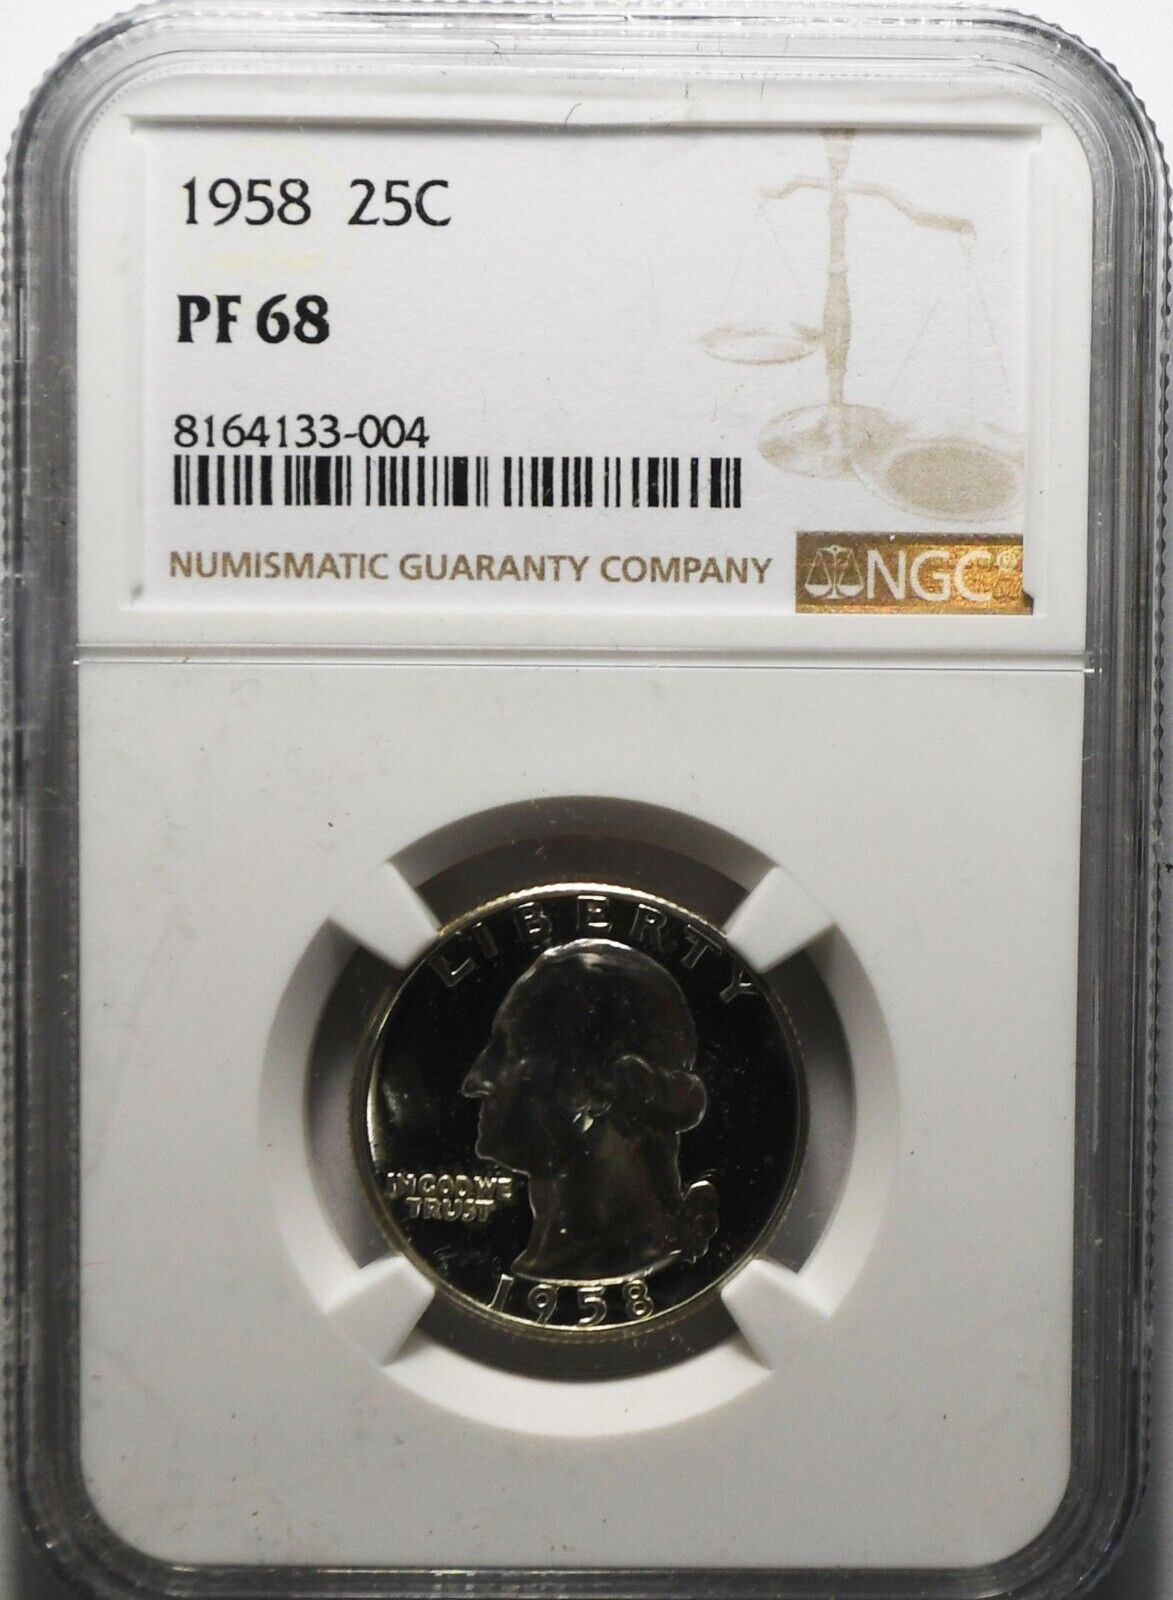 1958 25C
PF 68
8164133-004
NUMISMATIC GUARANTY COMPANY NGC
LIBERTY
IN GOD WE
TRUST
1958